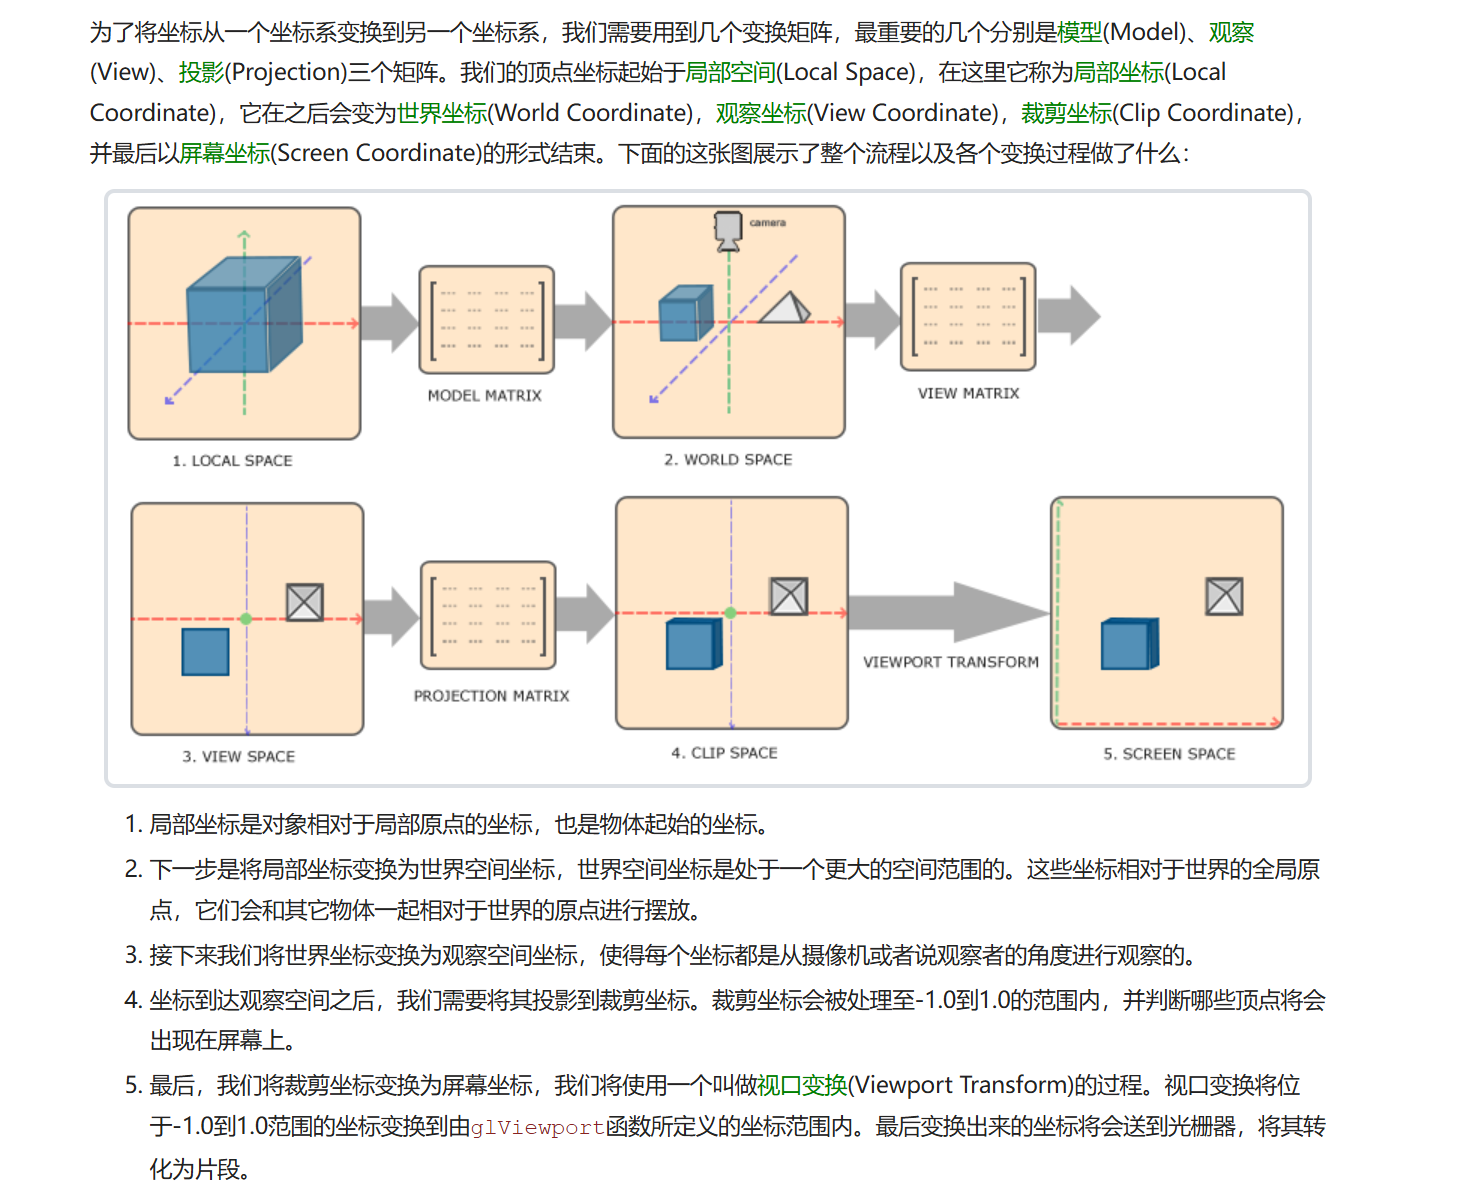 为了将坐标从一个坐标系变换到另一个坐标系，我们需要用到几个变换矩阵，最重要的几个分别是模型(Model)、观察
(View)、投影(Projection)三个矩阵。我们的顶点坐标起始于局部空间(Local Space)，在这里它称为局部坐标(Local
Coordinate)，它在之后会变为世界坐标(World Coordinate)，观察坐标(View Coordinate)，裁剪坐标(Clip Coordinate)，
并最后以屏幕坐标(Screen Coordinate)的形式结束。下面的这张图展示了整个流程以及各个变换过程做了什么：
camera
MODEL MATRIX
VIEW MATRIX
1. LOCAL SPACE
2. WORLD SPACE
VIEWPORT TRANSFORM
PROJECTION MATRIX
3. VIEW SPACE
4. CLIP SPACE
5. SCREEN SPACE
1. 局部坐标是对象相对于局部原点的坐标，也是物体起始的坐标。
2. 下一步是将局部坐标变换为世界空间坐标，世界空间坐标是处于一个更大的空间范围的。这些坐标相对于世界的全局原
点，它们会和其它物体一起相对于世界的原点进行摆放。
3. 接下来我们将世界坐标变换为观察空间坐标，使得每个坐标都是从摄像机或者说观察者的角度进行观察的。
4. 坐标到达观察空间之后，我们需要将其投影到裁剪坐标。裁剪坐标会被处理至-1.0到1.0的范围内，并判断哪些顶点将会
出现在屏幕上。
5. 最后，我们将裁剪坐标变换为屏幕坐标，我们将使用一个叫做视口变换(Viewport Transform)的过程。视口变换将位
于-1.0到1.0范围的坐标变换到由glViewport函数所定义的坐标范围内。最后变换出来的坐标将会送到光栅器，将其转
化为片段。